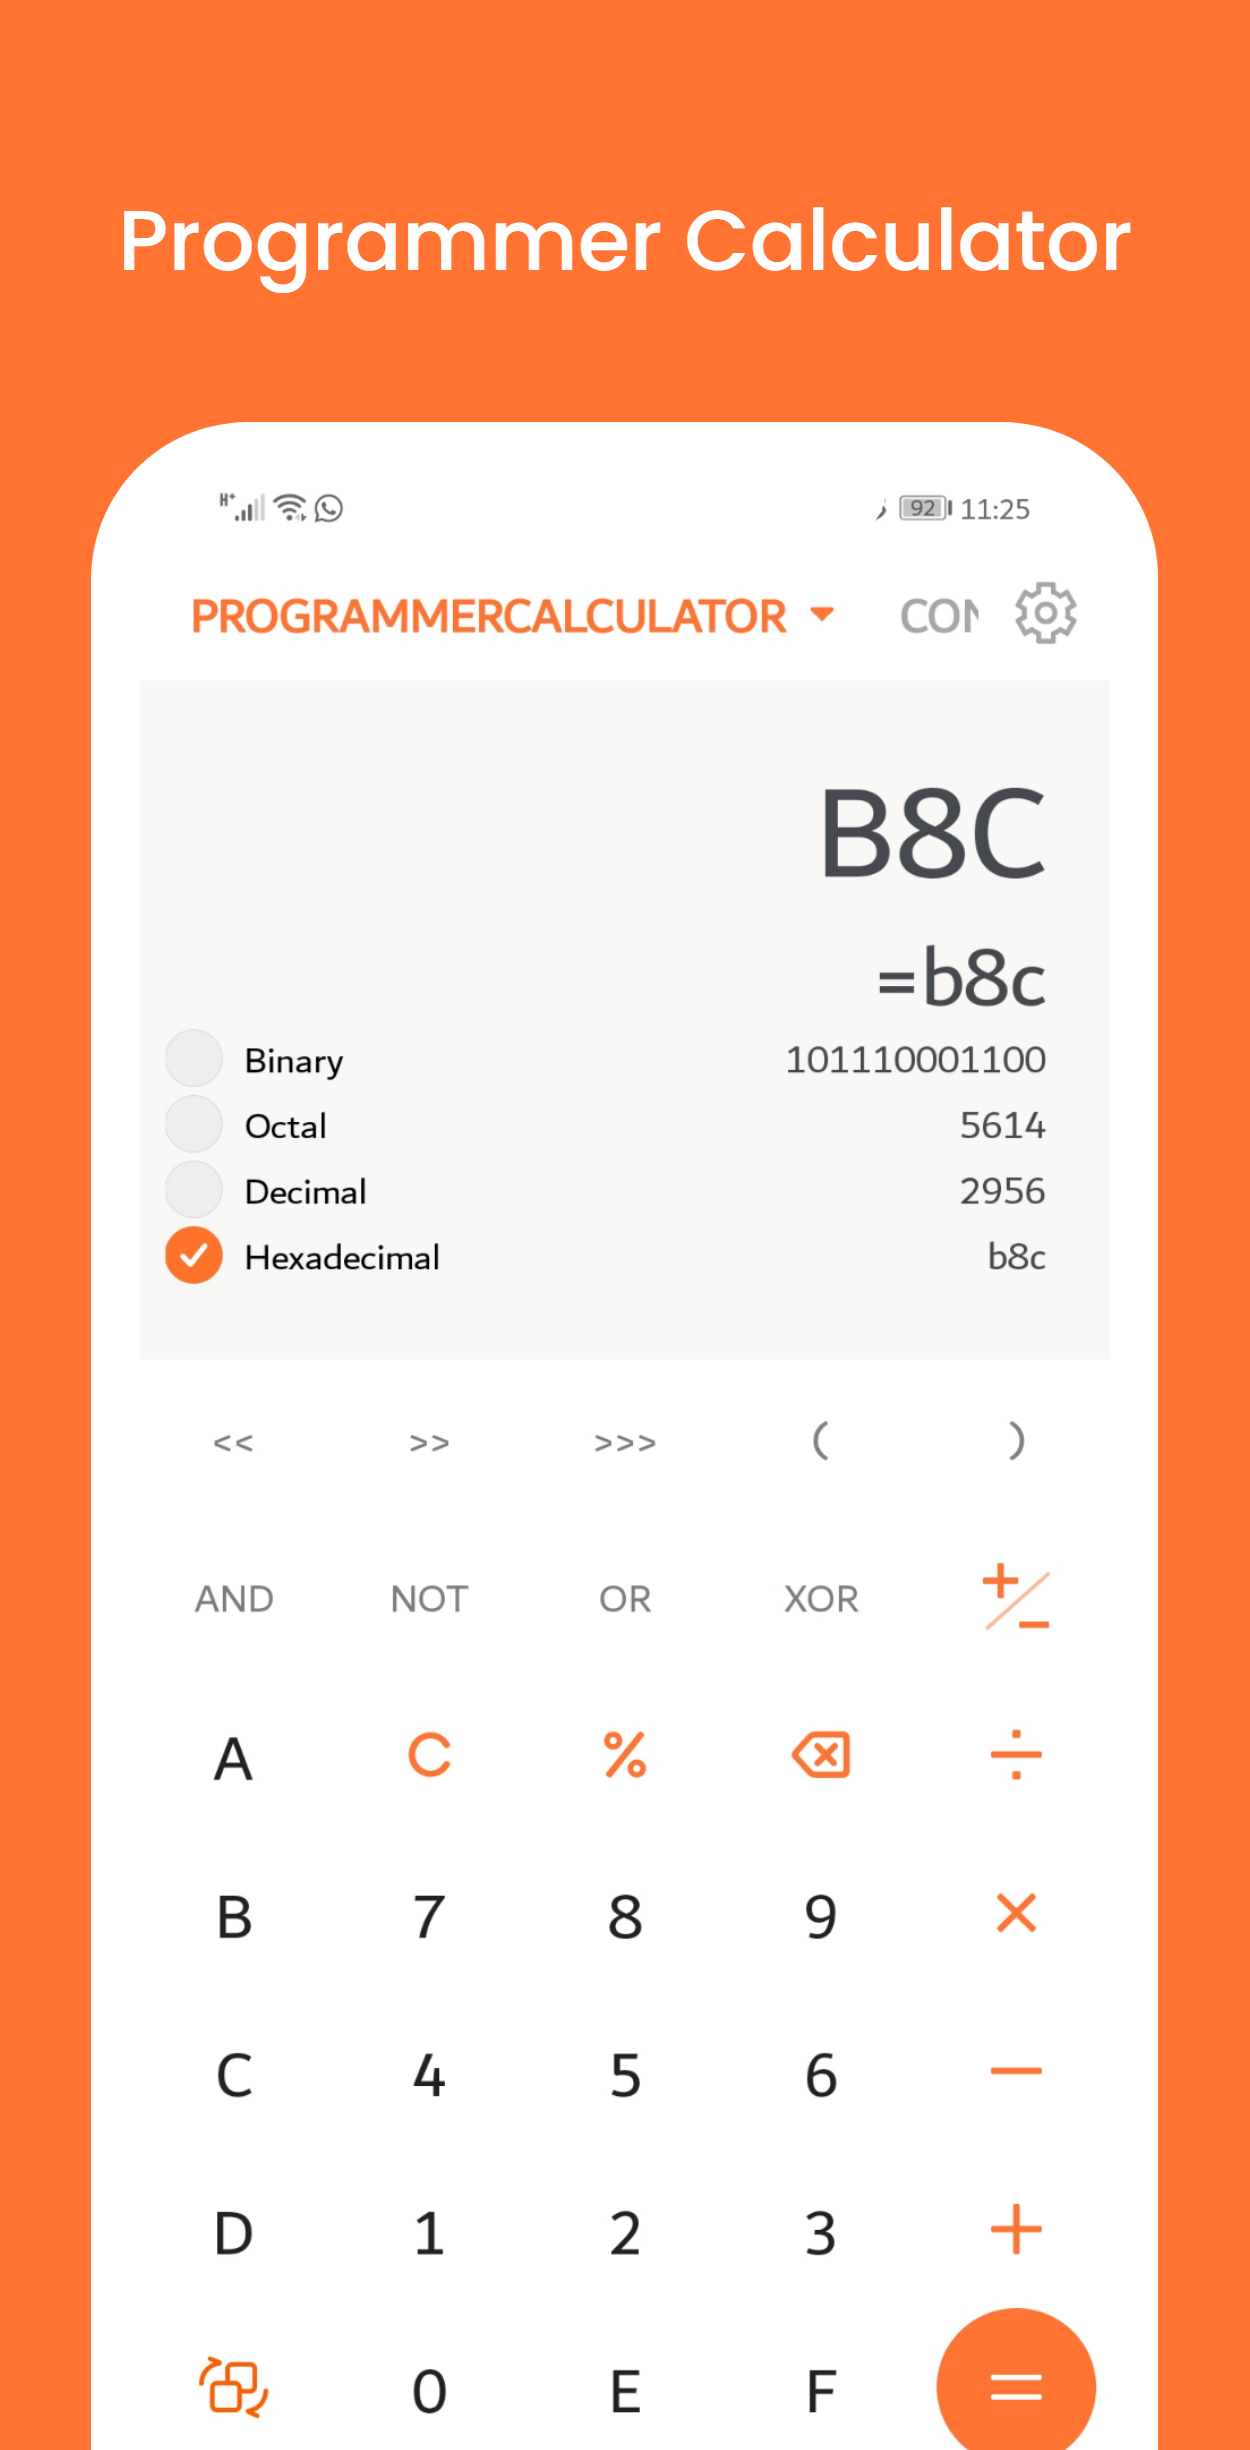 Programmer Calculator
H+ 92 11:25
PROGRAMMERCALCULATOR CON
B8C
=b8c
Binary 101110001100
Octal 5614
Decimal 2956
Hexadecimal b8c
<< >> >>> ( )
AND NOT OR XOR +/−
A C % ÷
B 7 8 9 ×
C 4 5 6 −
D 1 2 3 +
0 E F =